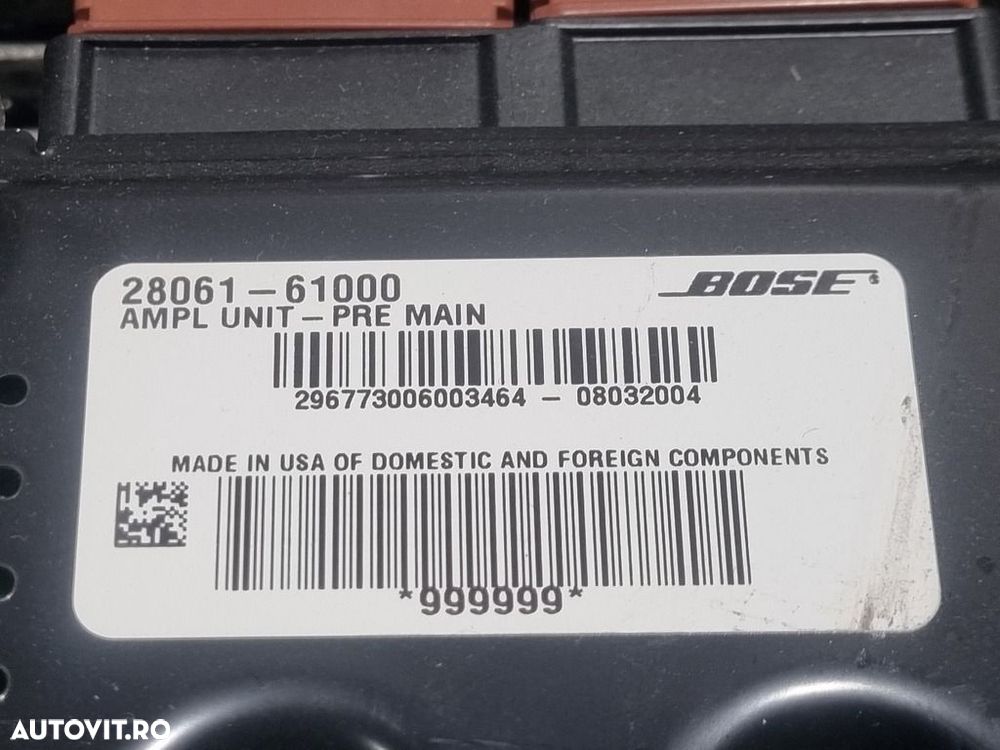 28061-61000
BOSE
AMPL UNIT-PRE MAIN
296773006003464 - 08032004
MADE IN USA OF DOMESTIC AND FOREIGN COMPONENTS
*999999*
AUTOVIT.RO